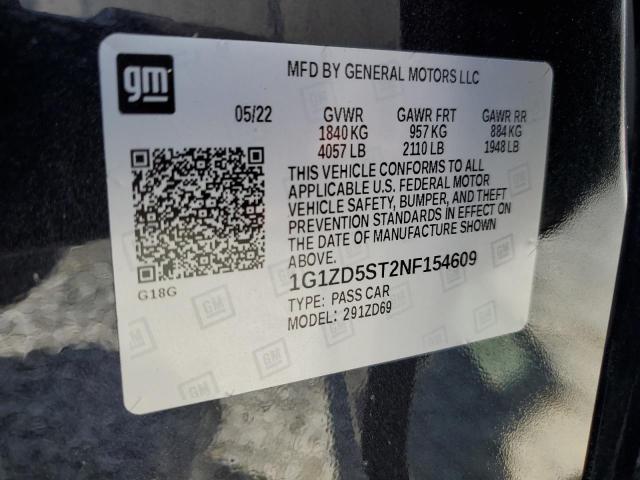 gm
MFD BY GENERAL MOTORS LLC
05/22 GVWR GAWR FRT GAWR RR
1840 KG 957 KG 884 KG
4057 LB 2110 LB 1948 LB
THIS VEHICLE CONFORMS TO ALL
APPLICABLE U.S. FEDERAL MOTOR
VEHICLE SAFETY, BUMPER, AND THEFT
PREVENTION STANDARDS IN EFFECT ON
THE DATE OF MANUFACTURE SHOWN
ABOVE.
1G1ZD5ST2NF154609
TYPE: PASS CAR
MODEL: 291ZD69
G18G